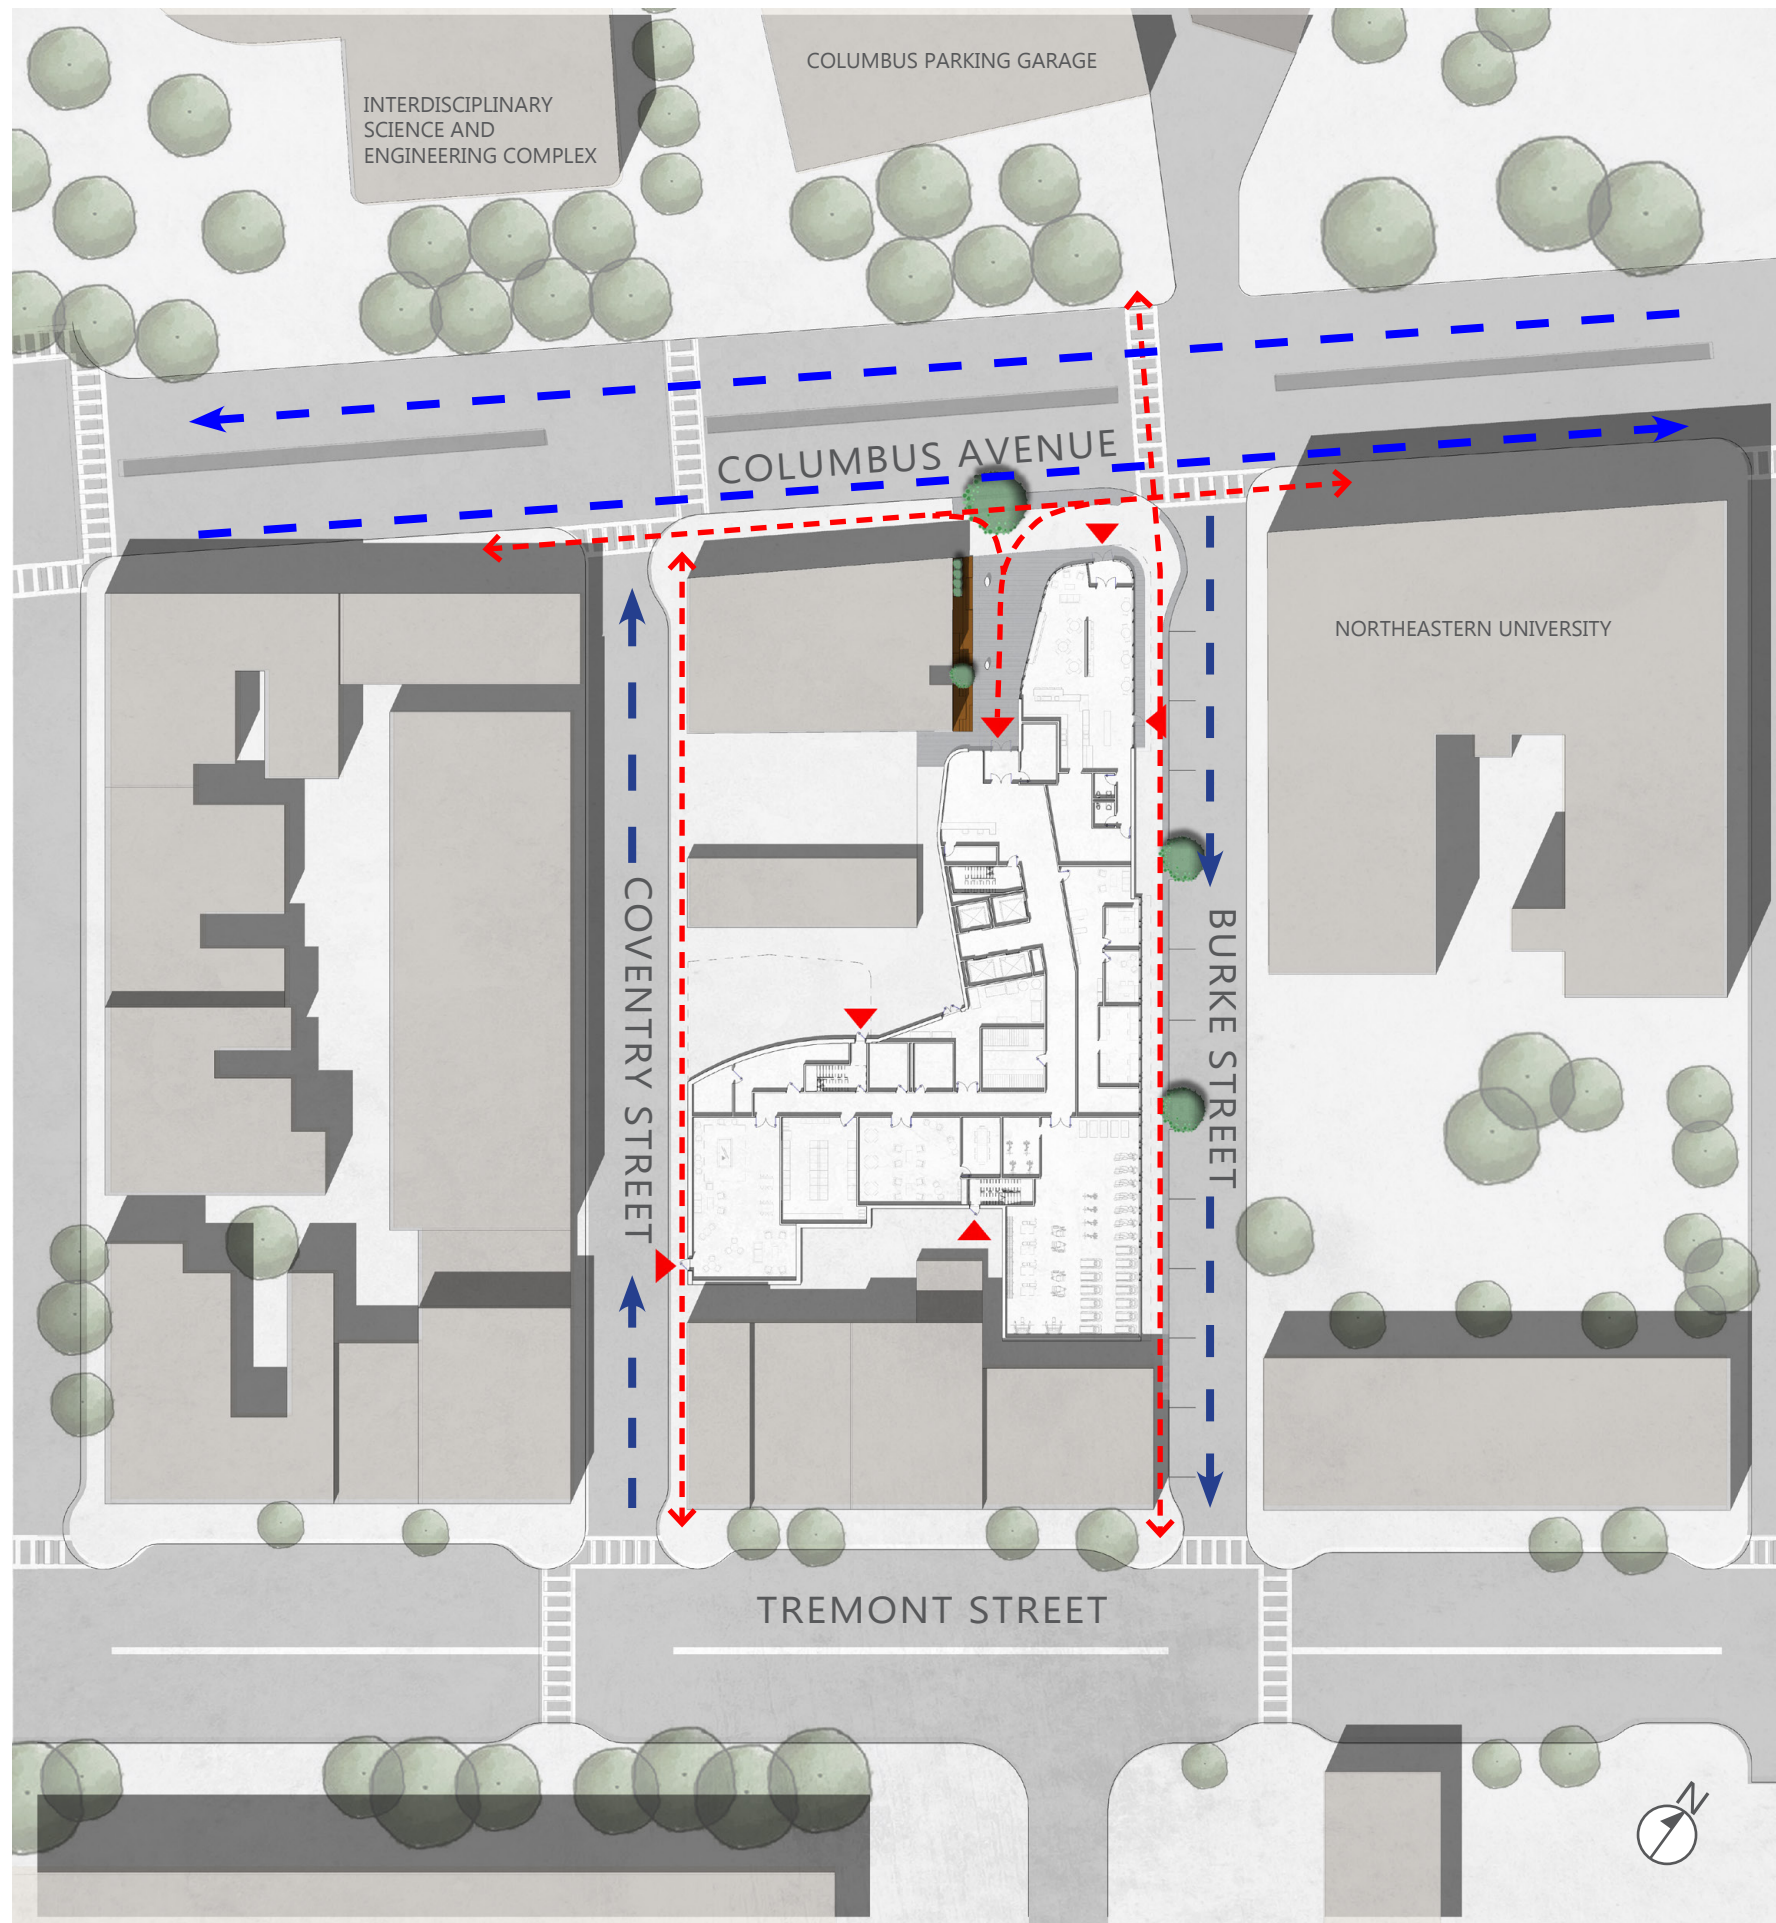 COLUMBUS PARKING GARAGE
INTERDISCIPLINARY
SCIENCE AND
ENGINEERING COMPLEX
COLUMBUS AVENUE
NORTHEASTERN UNIVERSITY
COVENTRY STREET
BURKE STREET
TREMONT STREET
N